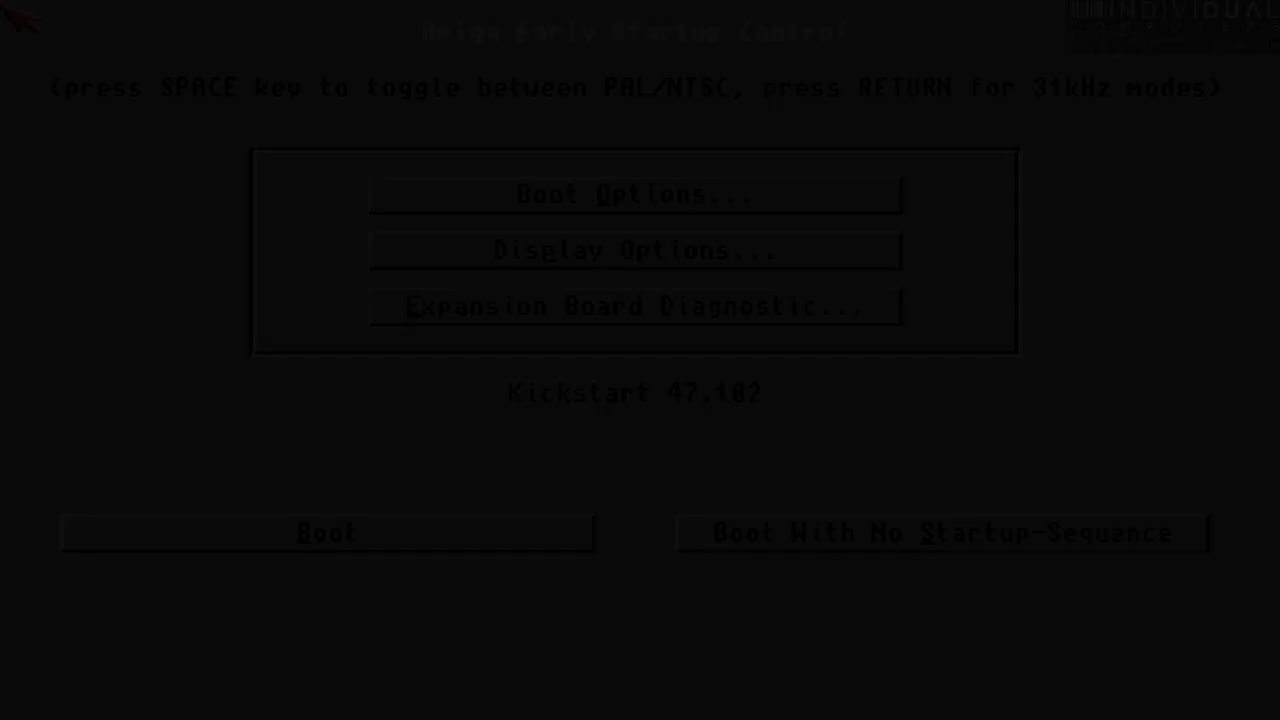 Amiga Early Startup Control
INDIVIDUAL
(press SPACE key to toggle between PAL/NTSC, press RETURN for 31kHz modes)
Boot Options...
Display Options...
Expansion Board Diagnostic...
Kickstart 47.102
Boot
Boot With No Startup-Sequence